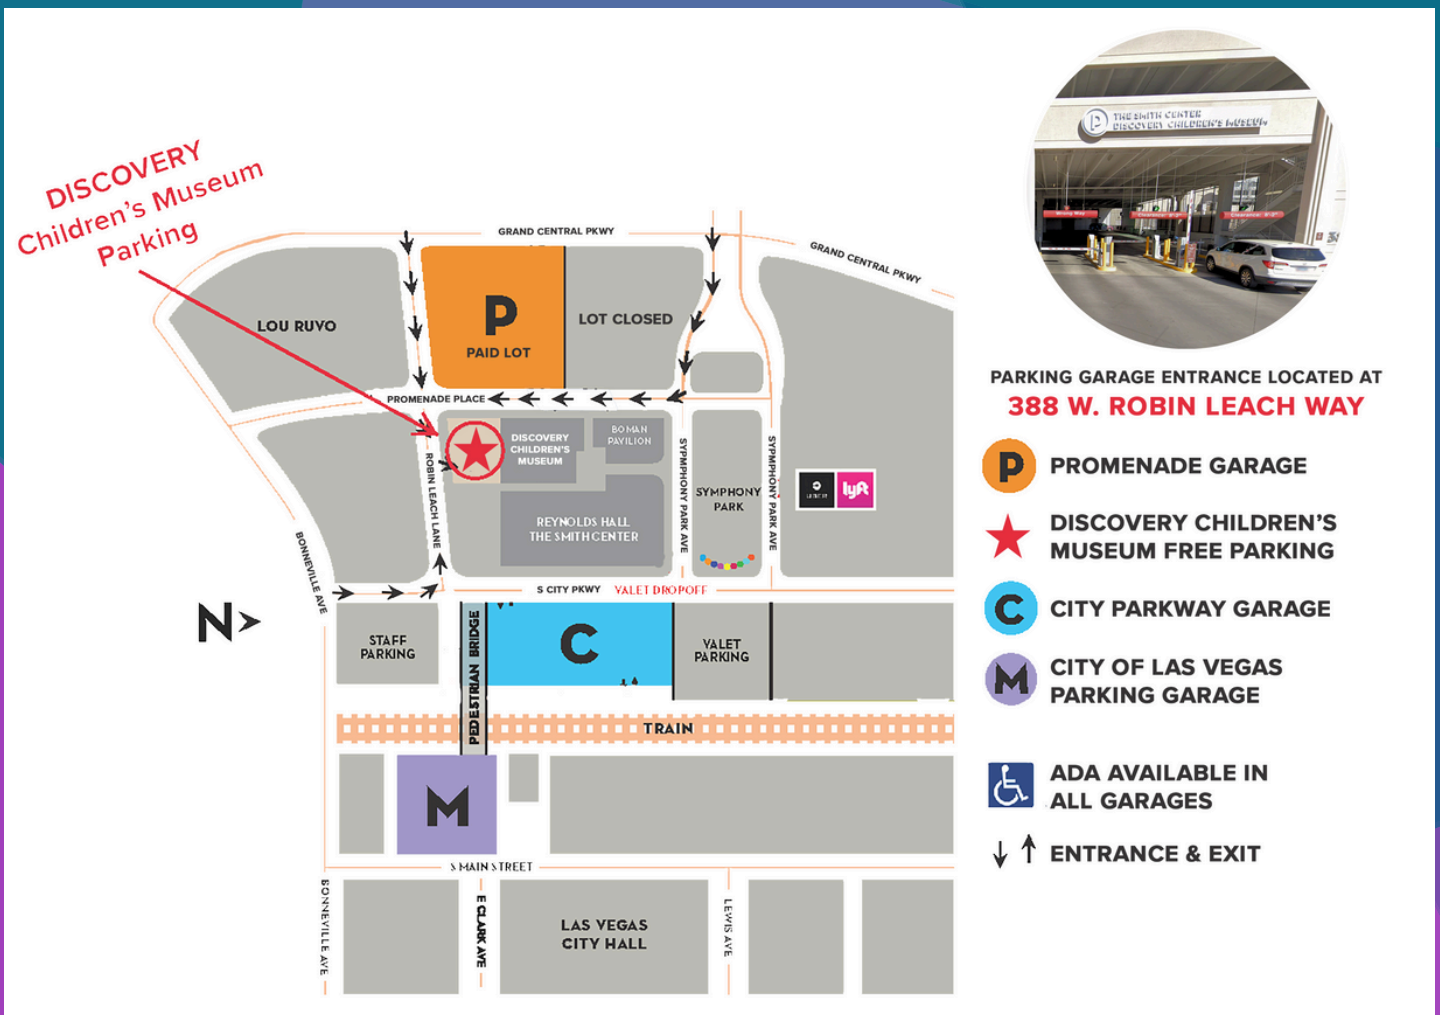 DISCOVERY
Children's Museum
Parking
THE SMITH CENTER
DISCOVERY CHILDREN'S MUSEUM
Wrong Way
GRAND CENTRAL PKWY
GRAND CENTRAL PKWY
LOU RUVO
P
PAID LOT
LOT CLOSED
PROMENADE PLACE
DISCOVERY
CHILDREN'S
MUSEUM
BOMAN
PAVILION
ROBIN LEACH LANE
REYNOLDS HALL
THE SMITH CENTER
SYPMPHONY PARK AVE
SYMPHONY
PARK
SYPMPHONY PARK AVE
lyft
BONNEVILLE AVE
S CITY PKWY
VALET DROPOFF
N
STAFF
PARKING
PEDESTRIAN BRIDGE
C
VALET
PARKING
TRAIN
M
S MAIN STREET
BONNEVILLE AVE
E CLARK AVE
LAS VEGAS
CITY HALL
LEWIS AVE
PARKING GARAGE ENTRANCE LOCATED AT
388 W. ROBIN LEACH WAY
P
PROMENADE GARAGE
DISCOVERY CHILDREN'S
MUSEUM FREE PARKING
C
CITY PARKWAY GARAGE
M
CITY OF LAS VEGAS
PARKING GARAGE
ADA AVAILABLE IN
ALL GARAGES
ENTRANCE & EXIT